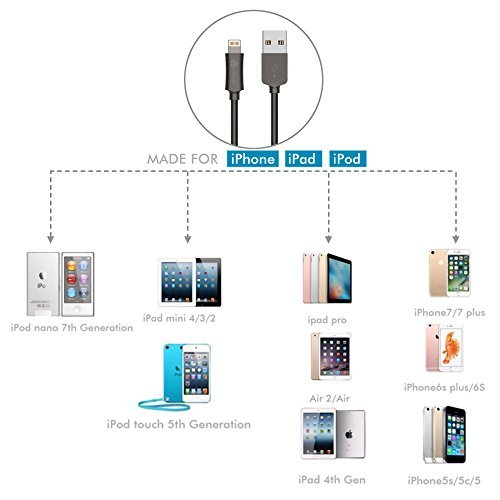 MADE FOR iPhone iPad iPod
iPod nano 7th Generation
iPad mini 4/3/2
ipad pro
iPhone7/7 plus
iPod touch 5th Generation
Air 2/Air
iPhone6s plus/6S
iPad 4th Gen
iPhone5s/5c/5